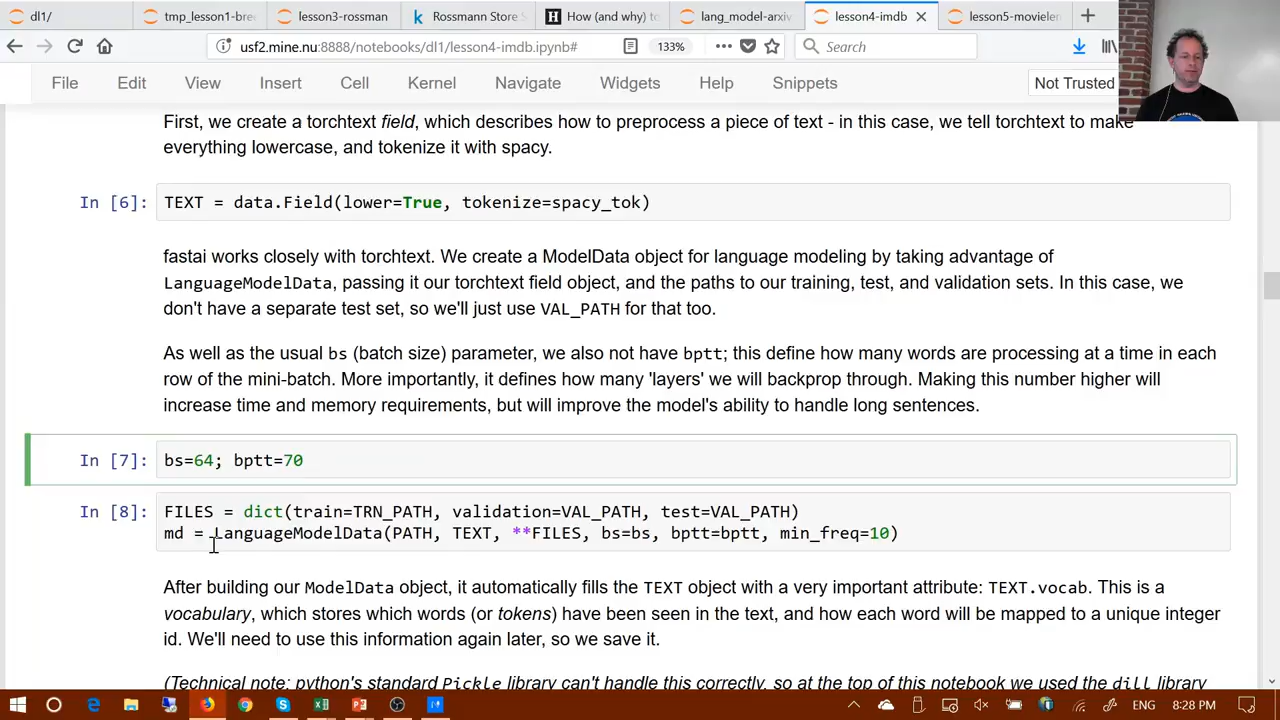 dl1/
tmp_lesson1-bre
lesson3-rossman
Rossmann Store S
How (and why) to
lang_model-arxiv
lesson4-imdb
lesson5-movielen
usf2.mine.nu:8888/notebooks/dl1/lesson4-imdb.ipynb#
133%
Search
File Edit View Insert Cell Kernel Navigate Widgets Help Snippets
Not Trusted
First, we create a torchtext field, which describes how to preprocess a piece of text - in this case, we tell torchtext to make
everything lowercase, and tokenize it with spacy.
In [6]: TEXT = data.Field(lower=True, tokenize=spacy_tok)
fastai works closely with torchtext. We create a ModelData object for language modeling by taking advantage of
LanguageModelData, passing it our torchtext field object, and the paths to our training, test, and validation sets. In this case, we
don't have a separate test set, so we'll just use VAL_PATH for that too.
As well as the usual bs (batch size) parameter, we also not have bptt; this define how many words are processing at a time in each
row of the mini-batch. More importantly, it defines how many 'layers' we will backprop through. Making this number higher will
increase time and memory requirements, but will improve the model's ability to handle long sentences.
In [7]: bs=64; bptt=70
In [8]: FILES = dict(train=TRN_PATH, validation=VAL_PATH, test=VAL_PATH)
md = LanguageModelData(PATH, TEXT, **FILES, bs=bs, bptt=bptt, min_freq=10)
After building our ModelData object, it automatically fills the TEXT object with a very important attribute: TEXT.vocab. This is a
vocabulary, which stores which words (or tokens) have been seen in the text, and how each word will be mapped to a unique integer
id. We'll need to use this information again later, so we save it.
(Technical note: python's standard Pickle library can't handle this correctly, so at the top of this notebook we used the dill library
ENG 8:28 PM